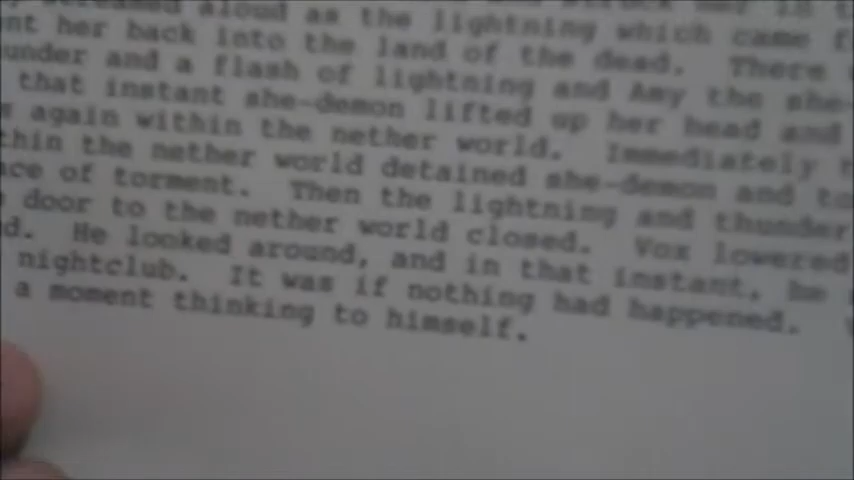 screamed aloud as the lightning which came
nt her back into the land of the dead. There
under and a flash of lightning and Amy the she-
that instant she-demon lifted up her head and
again within the nether world. Immediately
thin the nether world detained she-demon and to
ace of torment. Then the lightning and thunder
door to the nether world closed. Vox lowered
d. He looked around, and in that instant, he
nightclub. It was if nothing had happened.
a moment thinking to himself.